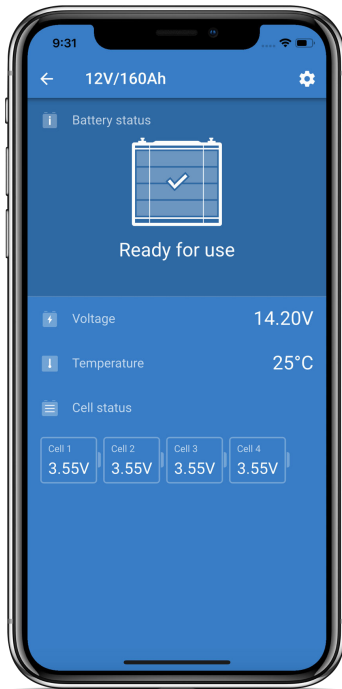 9:31
12V/160Ah
Battery status
Ready for use
Voltage 14.20V
Temperature 25°C
Cell status
Cell 1 Cell 2 Cell 3 Cell 4
3.55V 3.55V 3.55V 3.55V